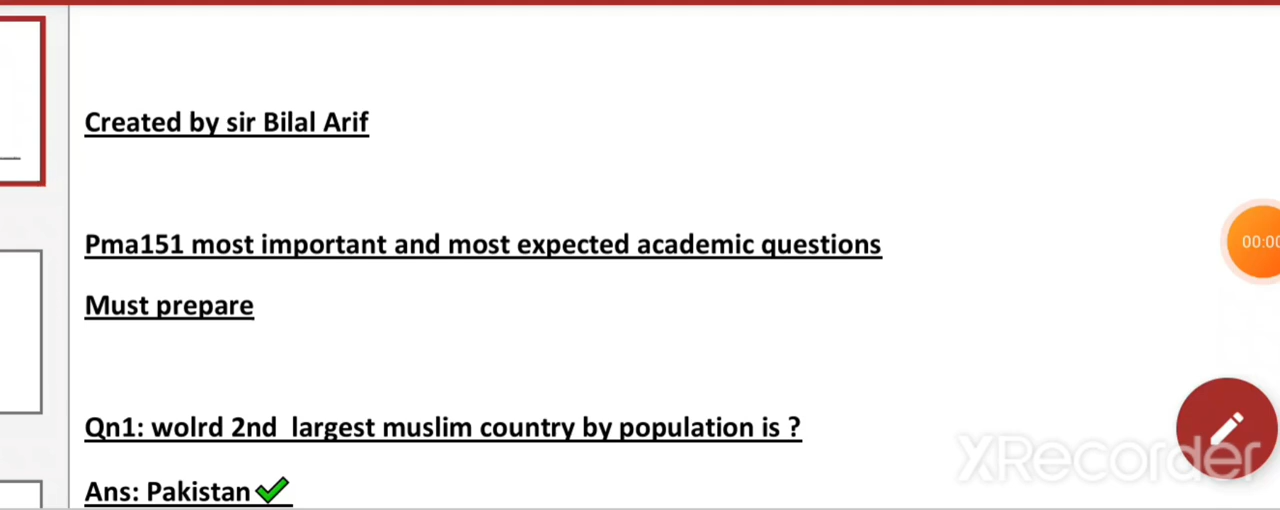 Created by sir Bilal Arif
Pma151 most important and most expected academic questions
Must prepare
00:00
Qn1: wolrd 2nd  largest muslim country by population is ?
XRecorder
Ans: Pakistan